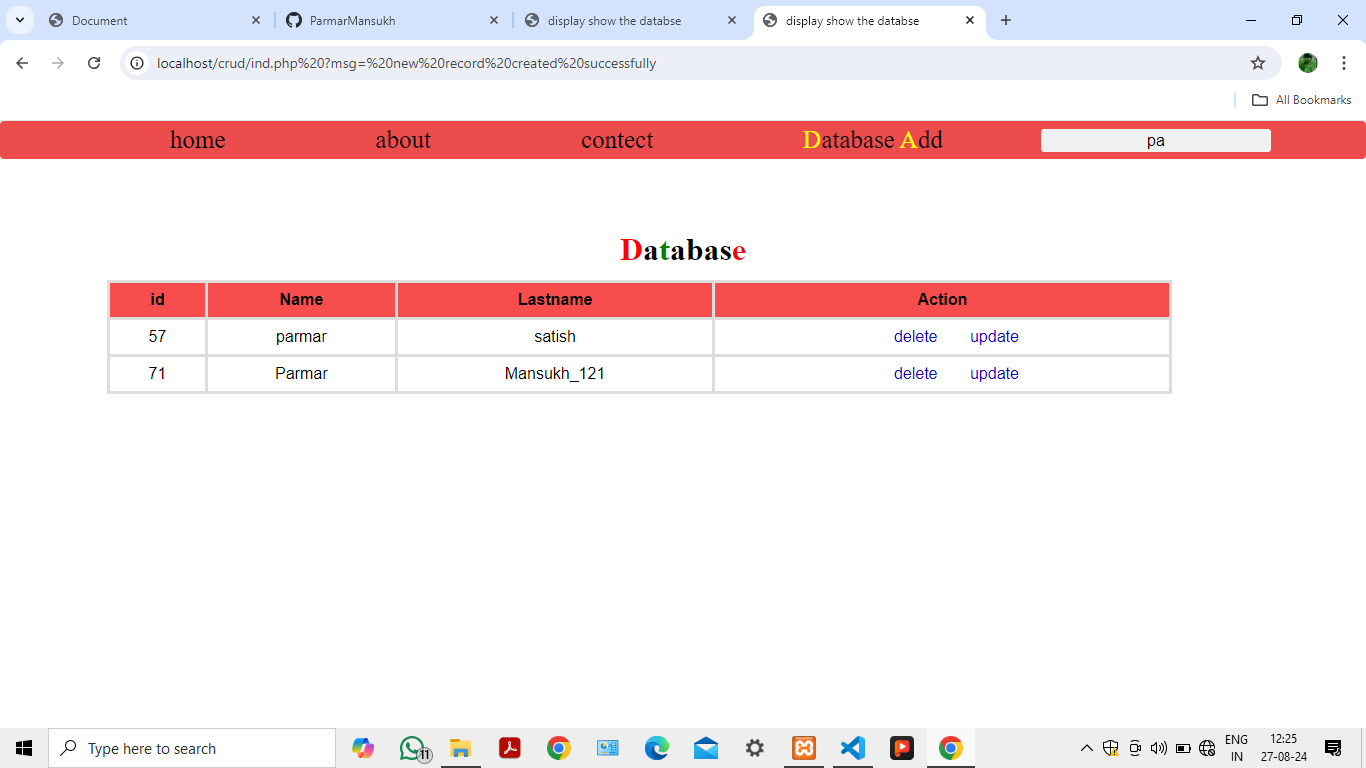 Document ParmarMansukh display show the databse display show the databse
localhost/crud/ind.php%20?msg=%20new%20record%20created%20successfully
All Bookmarks
home about contect Database Add pa
Database
id Name Lastname Action
57 parmar satish delete update
71 Parmar Mansukh_121 delete update
Type here to search 11 ENG 12:25
IN 27-08-24